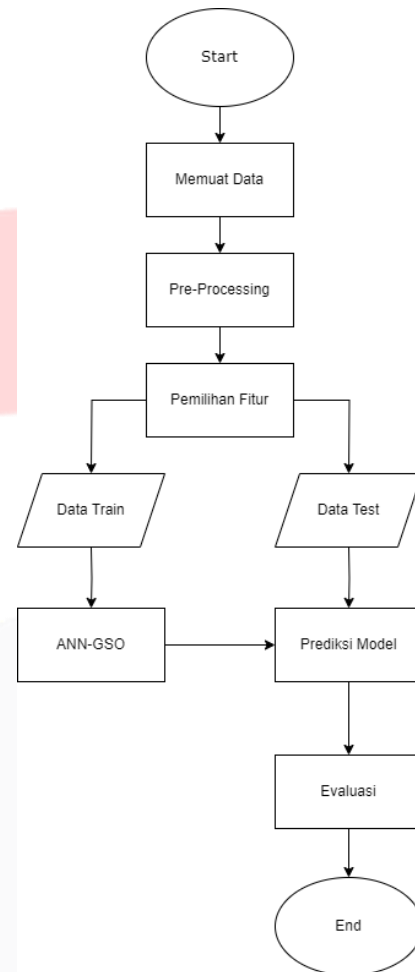 Start
Memuat Data
Pre-Processing
Pemilihan Fitur
Data Train
Data Test
ANN-GSO
Prediksi Model
Evaluasi
End